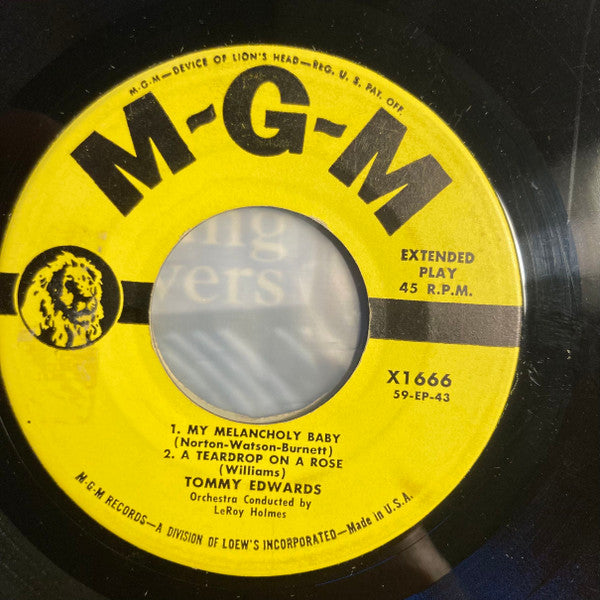 M-G-M—DEVICE OF LION'S HEAD—REG. U. S. PAT. OFF.
M-G-M
EXTENDED
PLAY
45 R.P.M.
X1666
59-EP-43
1. MY MELANCHOLY BABY
(Norton-Watson-Burnett)
2. A TEARDROP ON A ROSE
(Williams)
TOMMY EDWARDS
Orchestra Conducted by
LeRoy Holmes
M-G-M RECORDS—A DIVISION OF LOEW'S INCORPORATED—Made in U.S.A.